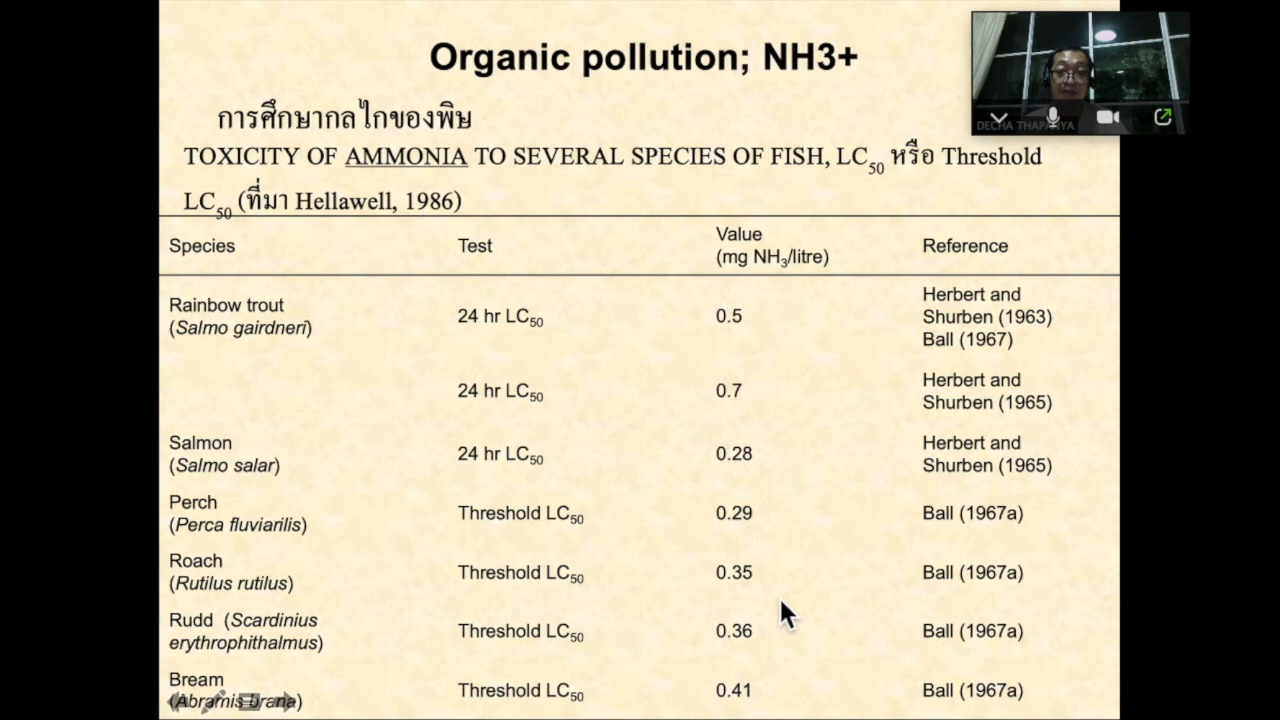 Organic pollution; NH3+
DECHA THAPANYA
การศึกษากลไกของพิษ
TOXICITY OF AMMONIA TO SEVERAL SPECIES OF FISH, LC50 หรือ Threshold
LC50 (ที่มา Hellawell, 1986)
Species Test Value (mg NH3/litre) Reference
Rainbow trout
(Salmo gairdneri) 24 hr LC50 0.5 Herbert and
Shurben (1963)
Ball (1967)
24 hr LC50 0.7 Herbert and
Shurben (1965)
Salmon
(Salmo salar) 24 hr LC50 0.28 Herbert and
Shurben (1965)
Perch
(Perca fluviarilis) Threshold LC50 0.29 Ball (1967a)
Roach
(Rutilus rutilus) Threshold LC50 0.35 Ball (1967a)
Rudd (Scardinius
erythrophithalmus) Threshold LC50 0.36 Ball (1967a)
Bream
(Abramis brana) Threshold LC50 0.41 Ball (1967a)